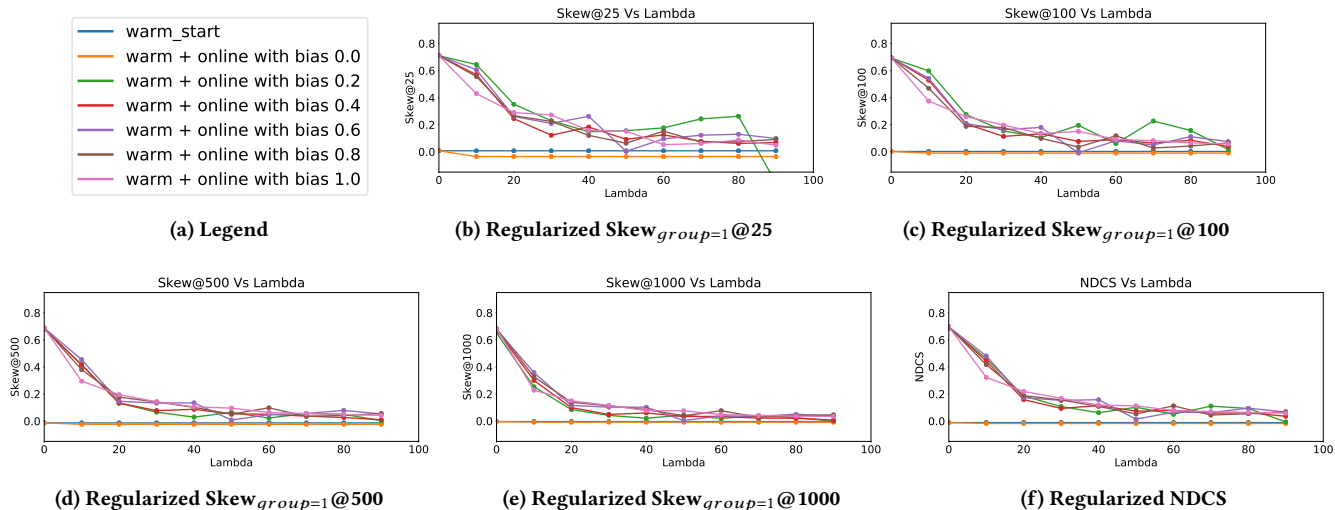 warm_start
warm + online with bias 0.0
warm + online with bias 0.2
warm + online with bias 0.4
warm + online with bias 0.6
warm + online with bias 0.8
warm + online with bias 1.0
(a) Legend
Skew@25 Vs Lambda
Skew@25
0.8
0.6
0.4
0.2
0.0
0 20 40 60 80 100
Lambda
(b) Regularized Skew group=1@25
Skew@100 Vs Lambda
Skew@100
0.8
0.6
0.4
0.2
0.0
0 20 40 60 80 100
Lambda
(c) Regularized Skew group=1@100
Skew@500 Vs Lambda
Skew@500
0.8
0.6
0.4
0.2
0.0
0 20 40 60 80 100
Lambda
(d) Regularized Skew group=1@500
Skew@1000 Vs Lambda
Skew@1000
0.8
0.6
0.4
0.2
0.0
0 20 40 60 80 100
Lambda
(e) Regularized Skew group=1@1000
NDCS Vs Lambda
NDCS
0.8
0.6
0.4
0.2
0.0
0 20 40 60 80 100
Lambda
(f) Regularized NDCS